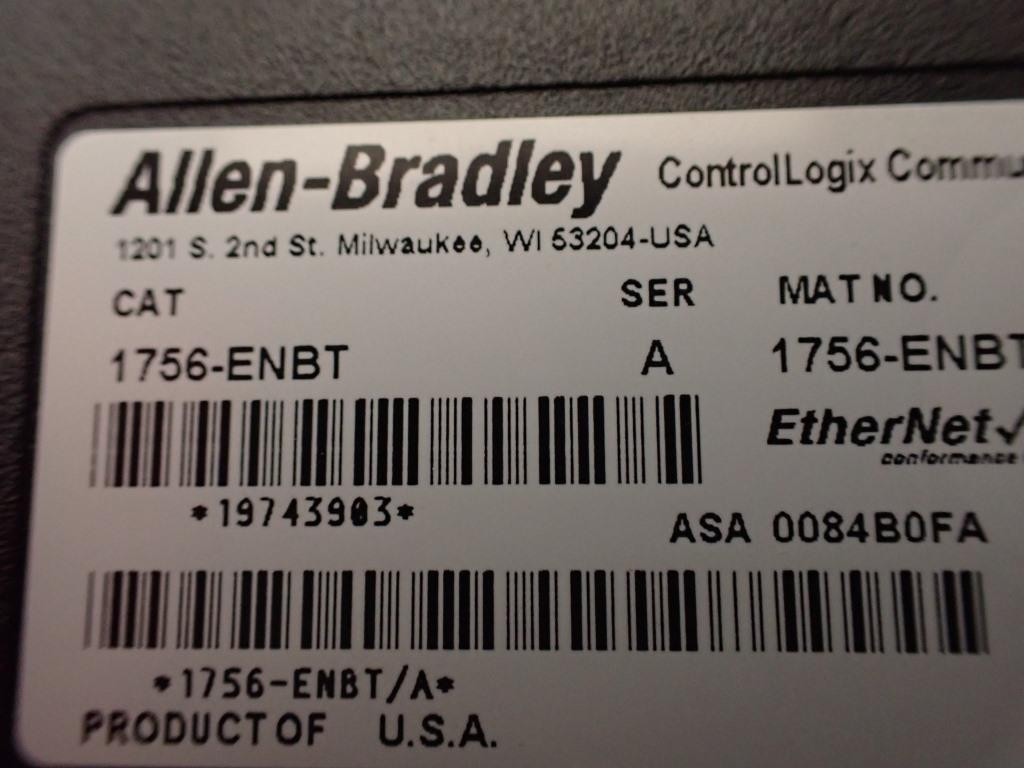 Allen-Bradley ControlLogix Commu
1201 S. 2nd St. Milwaukee, WI 53204-USA
CAT SER MAT NO.
1756-ENBT A 1756-ENBT
EtherNet
conformance
*19743903*
ASA 0084B0FA
*1756-ENBT/A*
PRODUCT OF U.S.A.